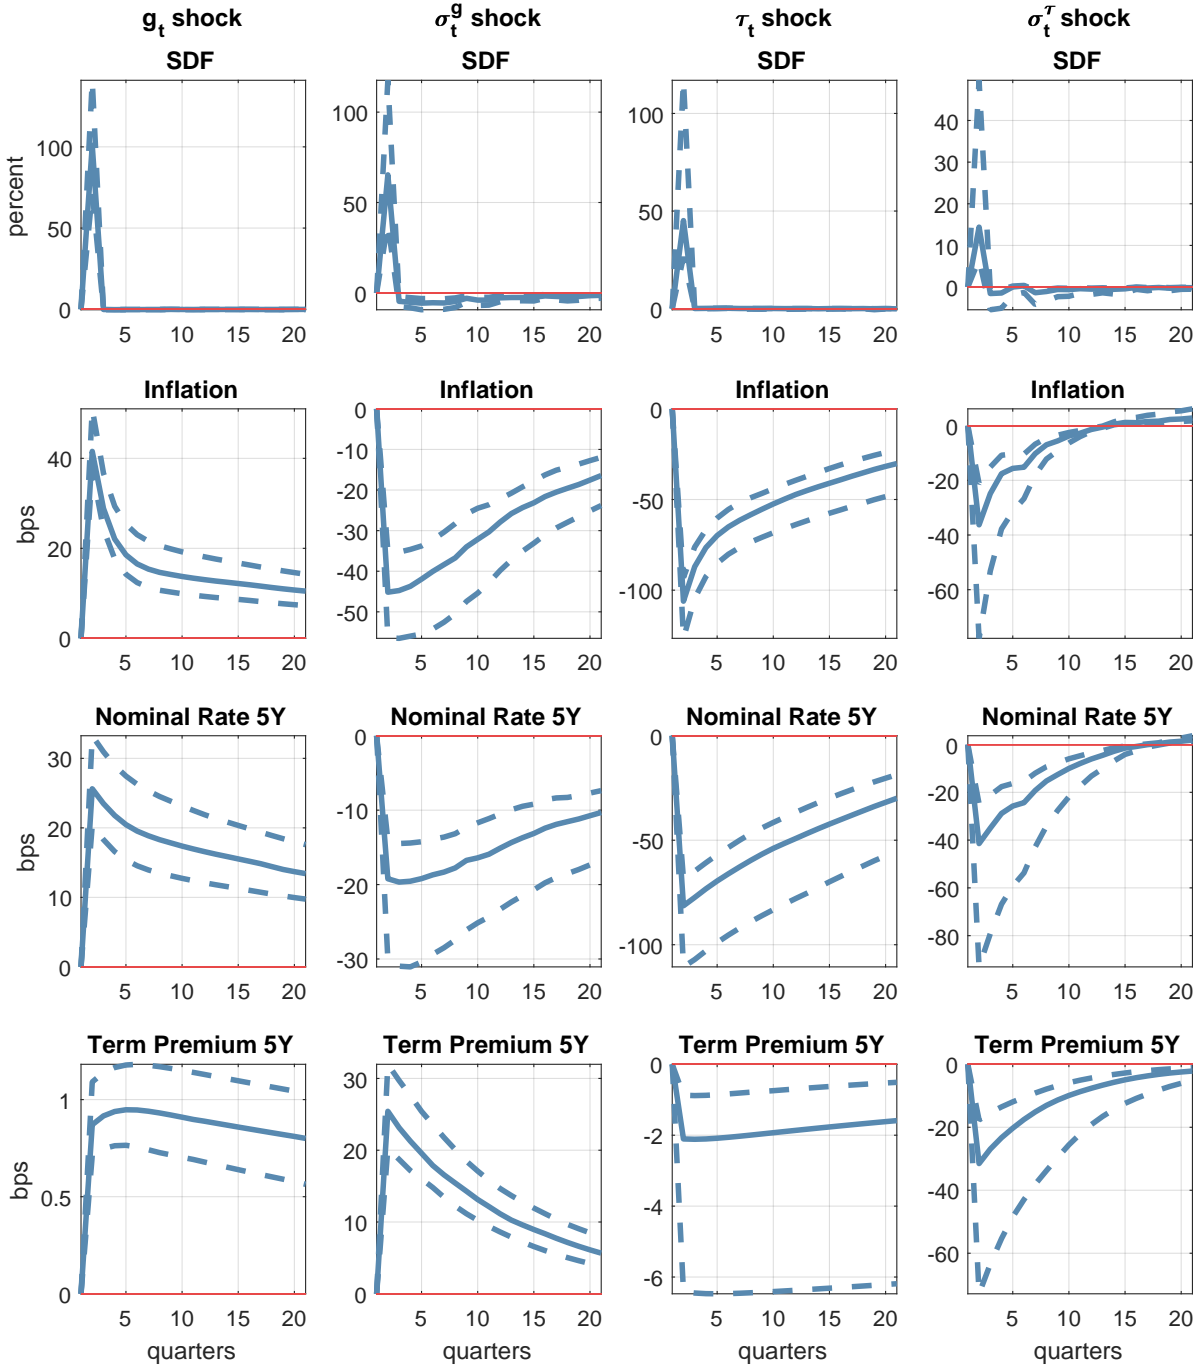 g_t shock σ_t^g shock τ_t shock σ_t^τ shock
SDF SDF SDF SDF
percent
100
50
0
5 10 15 20
100
50
0
5 10 15 20
100
50
0
5 10 15 20
40
30
20
10
0
5 10 15 20
Inflation Inflation Inflation Inflation
bps
40
20
0
5 10 15 20
0
-10
-20
-30
-40
-50
5 10 15 20
0
-50
-100
5 10 15 20
0
-20
-40
-60
5 10 15 20
Nominal Rate 5Y Nominal Rate 5Y Nominal Rate 5Y Nominal Rate 5Y
bps
30
20
10
0
5 10 15 20
0
-10
-20
-30
5 10 15 20
0
-50
-100
5 10 15 20
0
-20
-40
-60
-80
5 10 15 20
Term Premium 5Y Term Premium 5Y Term Premium 5Y Term Premium 5Y
bps
1
0.5
0
5 10 15 20
30
20
10
0
5 10 15 20
0
-2
-4
-6
5 10 15 20
0
-20
-40
-60
5 10 15 20
quarters quarters quarters quarters